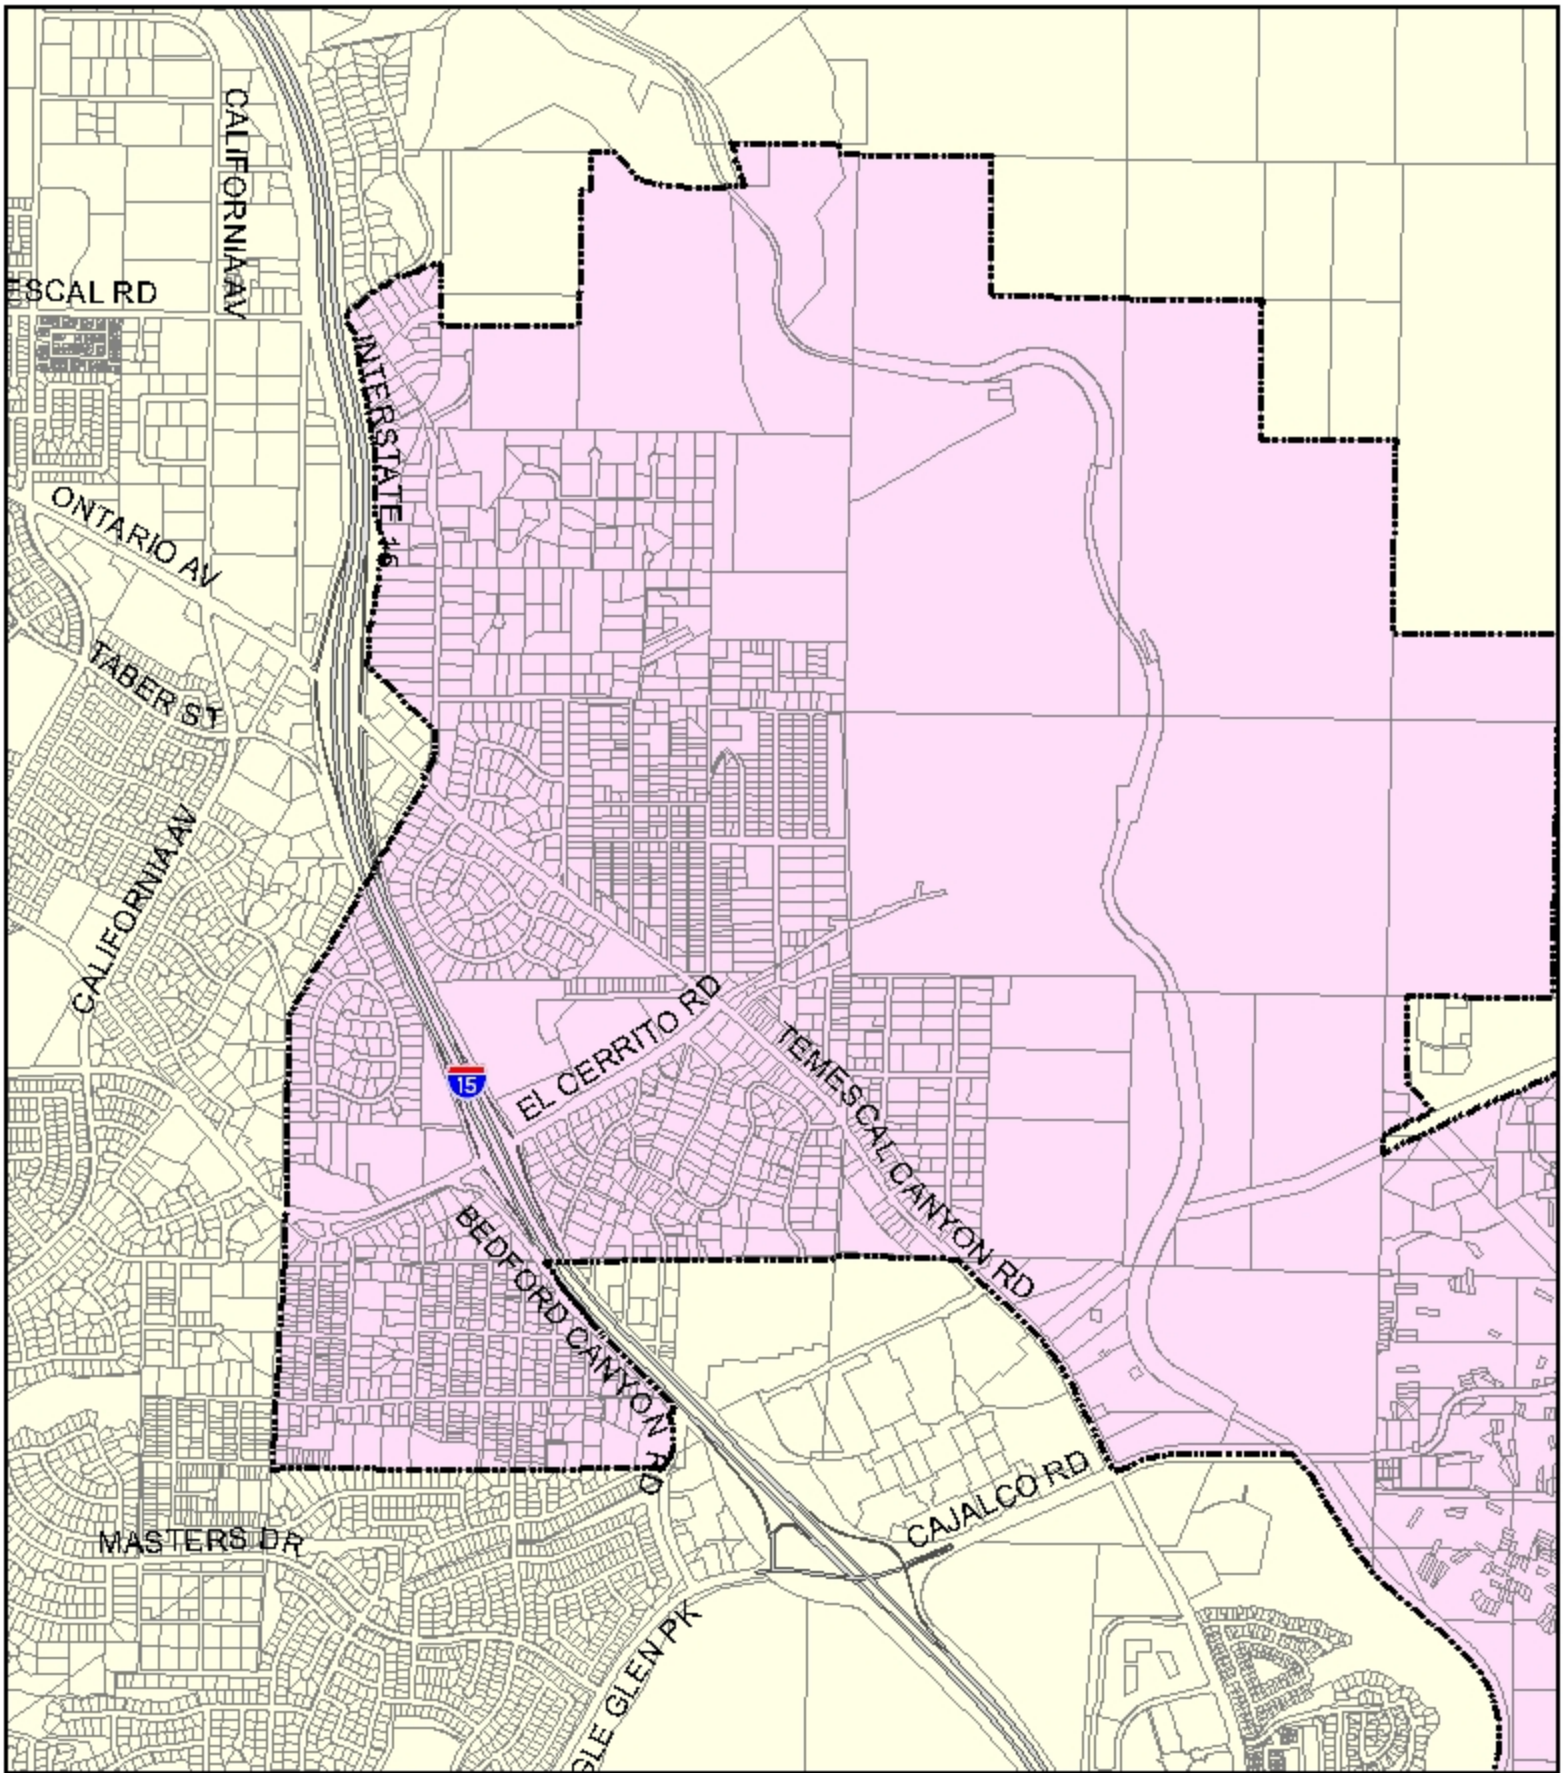 CALIFORNIA AV
ESCAL RD
INTERSTATE 15
ONTARIO AV
TABER ST
CALIFORNIA AV
EL CERRITO RD
15
TEMESCAL CANYON RD
BEDFORD CANYON RD
CAJALCO RD
MASTERS DR
GLE GLEN PK